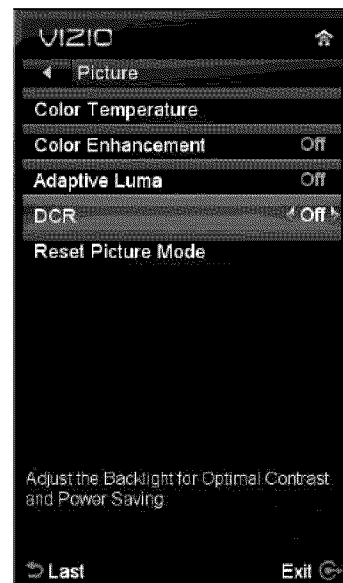 VIZIO
Picture
Color Temperature
Color Enhancement Off
Adaptive Luma Off
DCR Off
Reset Picture Mode
Adjust the Backlight for Optimal Contrast
and Power Saving
Last Exit